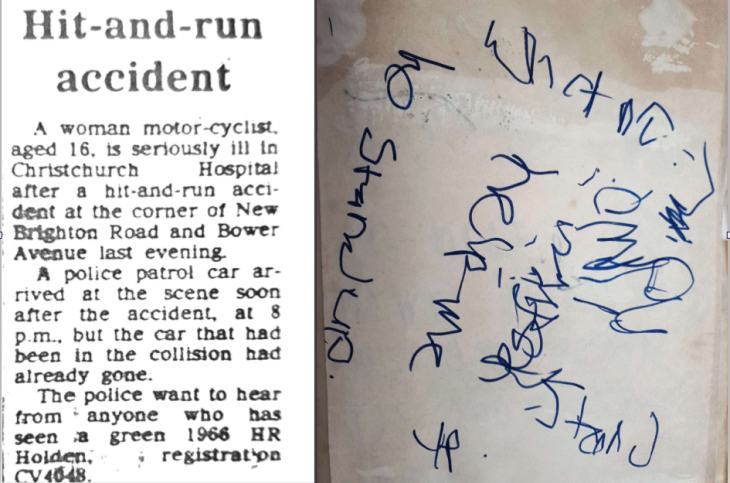 Hit-and-run
accident
A woman motor-cyclist,
aged 16, is seriously ill in
Christchurch Hospital
after a hit-and-run acci-
dent at the corner of New
Brighton Road and Bower
Avenue last evening.
A police patrol car ar-
rived at the scene soon
after the accident, at 8
p.m., but the car that had
been in the collision had
already gone.
The police want to hear
from anyone who has
seen a green 1966 HR
Holden, registration
CV4048.
help me &
to stand up.